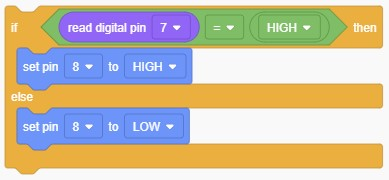 if read digital pin 7 = HIGH then
set pin 8 to HIGH
else
set pin 8 to LOW